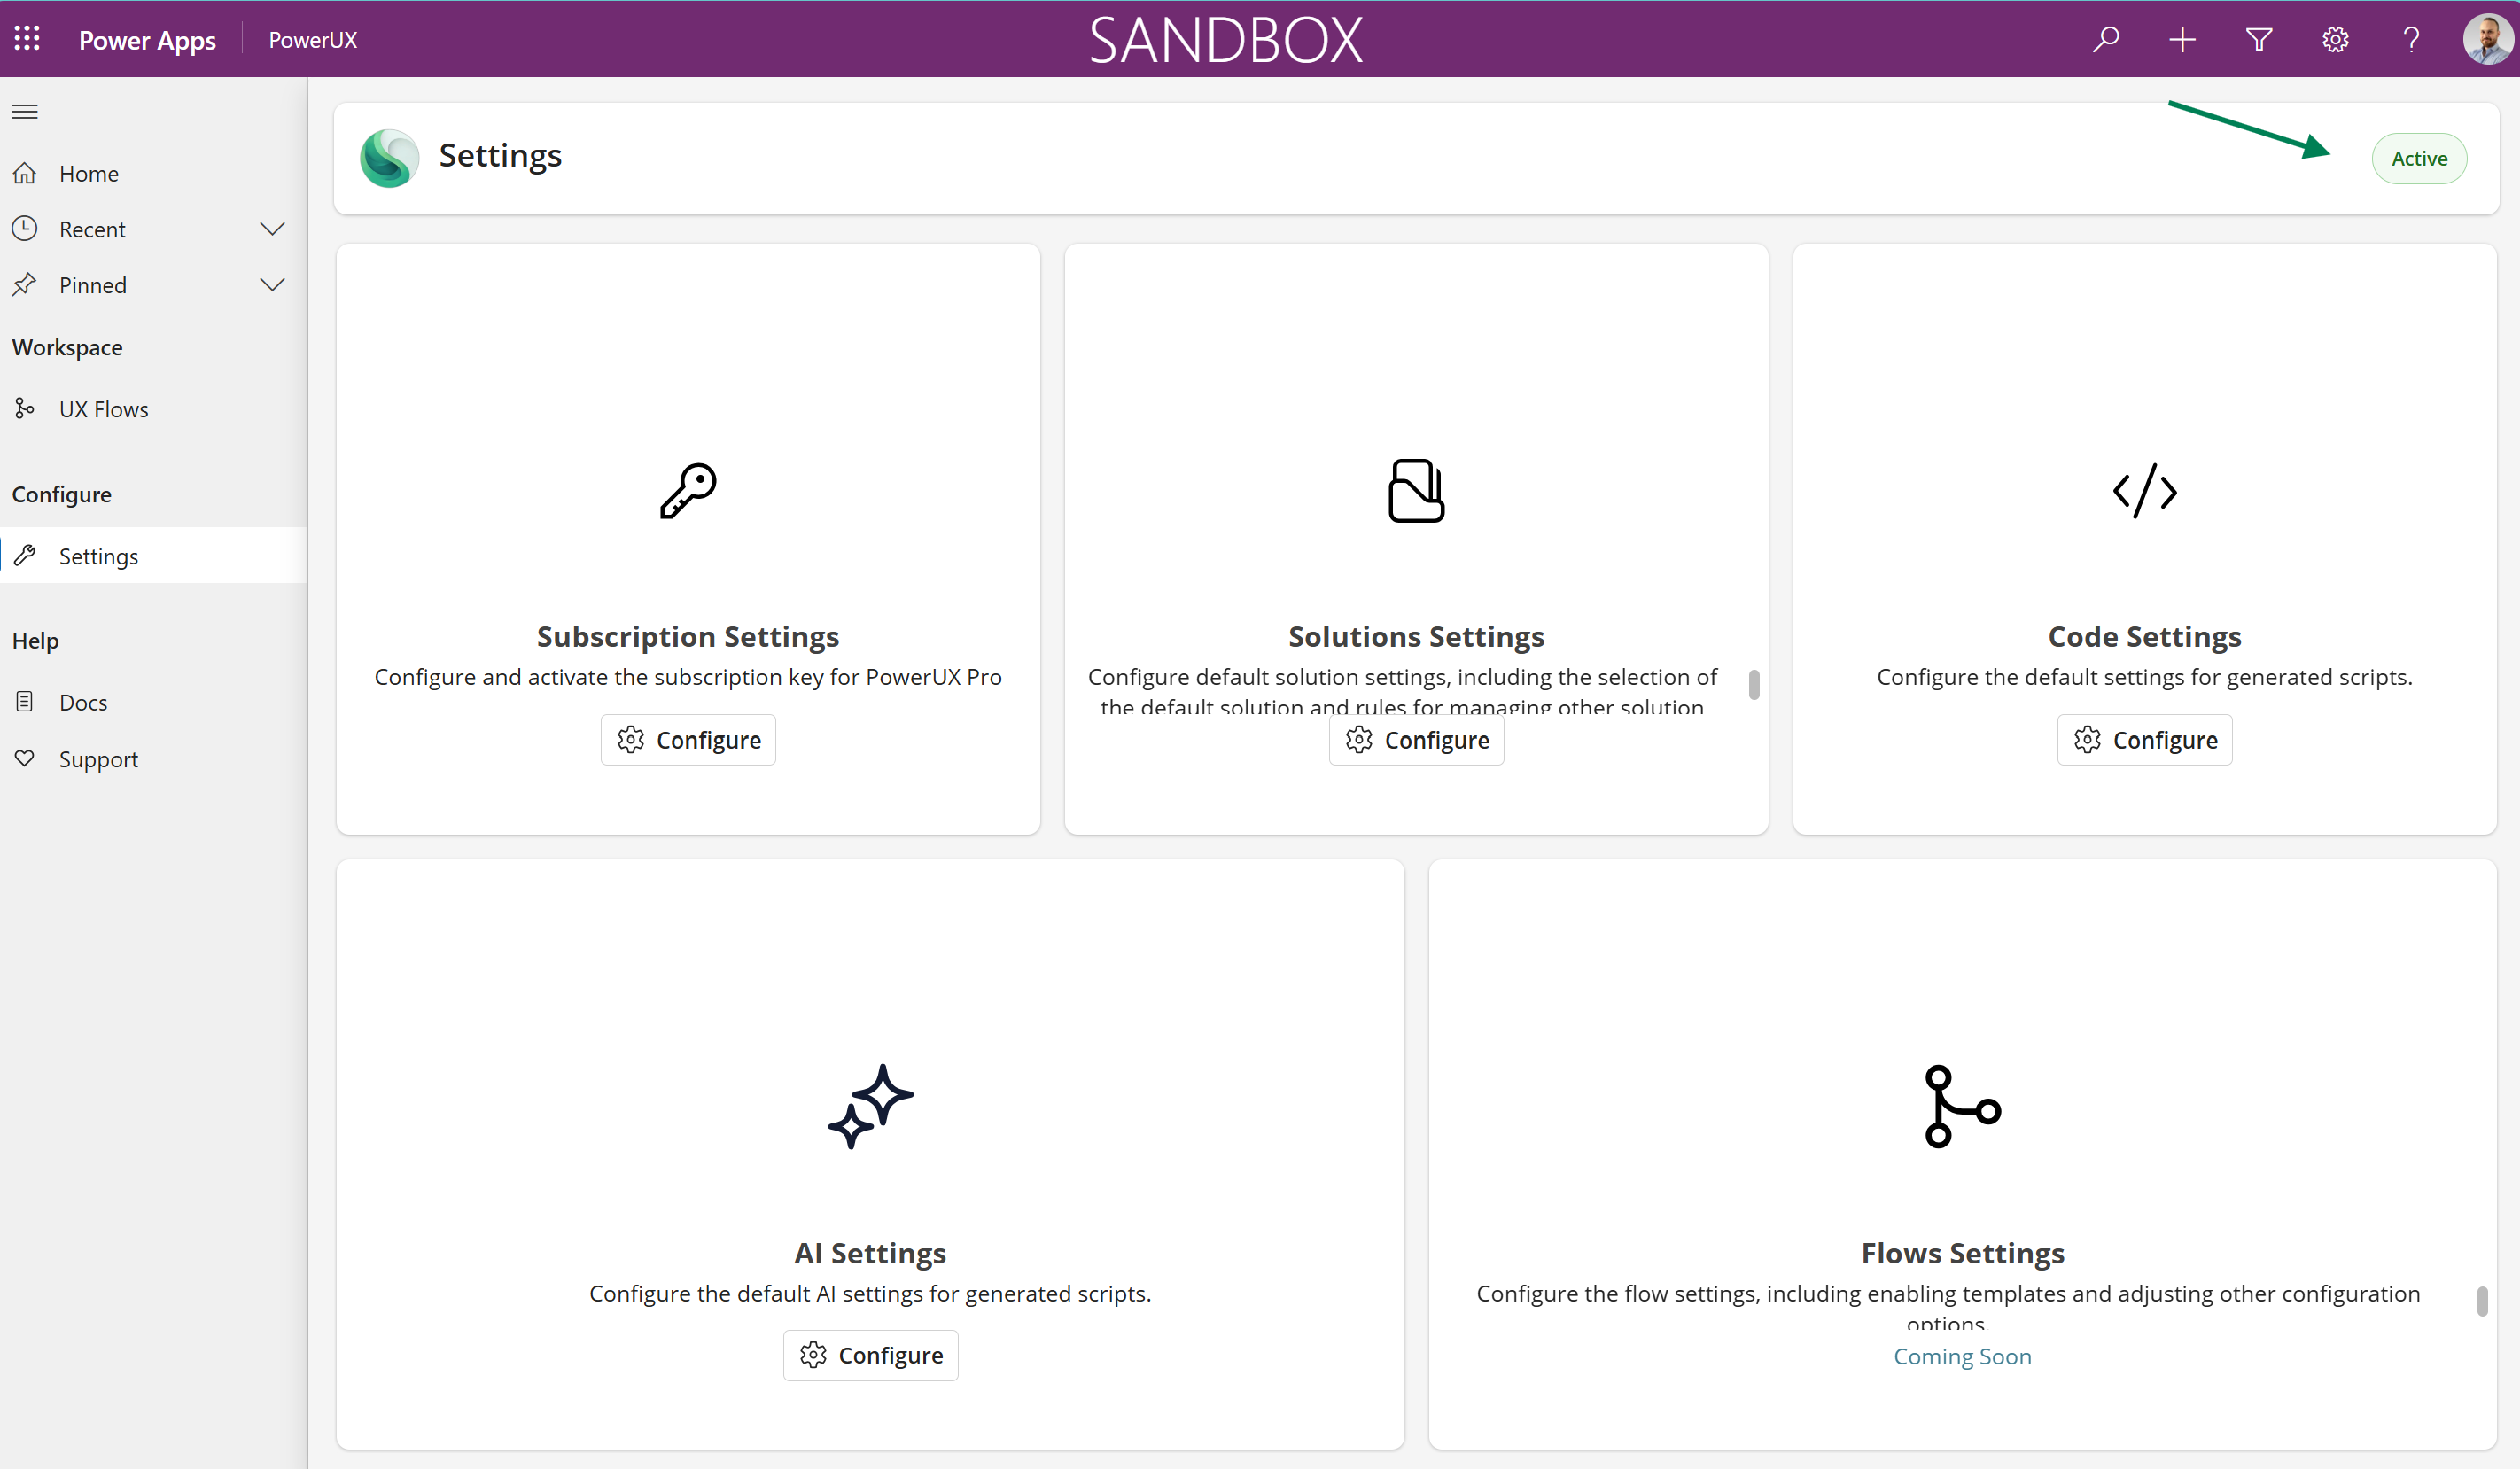 Power Apps
PowerUX
SANDBOX
Home
Recent
Pinned
Workspace
UX Flows
Configure
Settings
Help
Docs
Support
Settings
Active
Subscription Settings
Configure and activate the subscription key for PowerUX Pro
Configure
Solutions Settings
Configure default solution settings, including the selection of
the default solution and rules for managing other solution
Configure
Code Settings
Configure the default settings for generated scripts.
Configure
AI Settings
Configure the default AI settings for generated scripts.
Configure
Flows Settings
Configure the flow settings, including enabling templates and adjusting other configuration
options.
Coming Soon